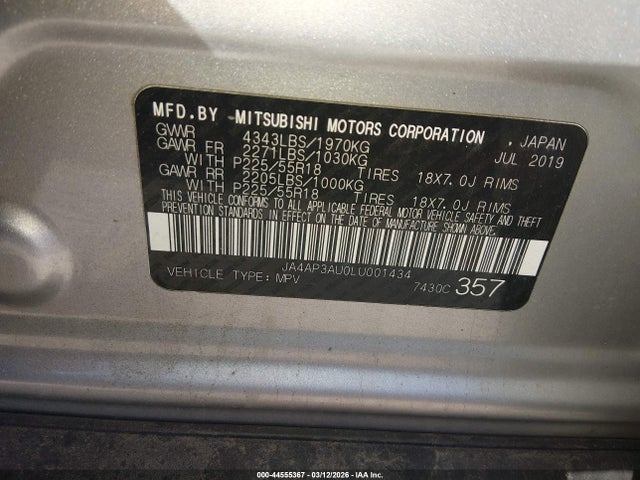 MFD.BY MITSUBISHI MOTORS CORPORATION , JAPAN
GVWR 4343LBS/1970KG JUL 2019
GAWR FR 2271LBS/1030KG
WITH P225/55R18 TIRES 18X7.0J RIMS
GAWR RR 2205LBS/1000KG
WITH P225/55R18 TIRES 18X7.0J RIMS
THIS VEHICLE CONFORMS TO ALL APPLICABLE FEDERAL MOTOR VEHICLE SAFETY AND THEFT
PREVENTION STANDARDS IN EFFECT ON THE DATE OF MANUFACTURE SHOWN ABOVE.
JA4AP3AU0LU001434
VEHICLE TYPE: MPV 7430C 357
000-44555367 | 03/12/2026 | IAA Inc.